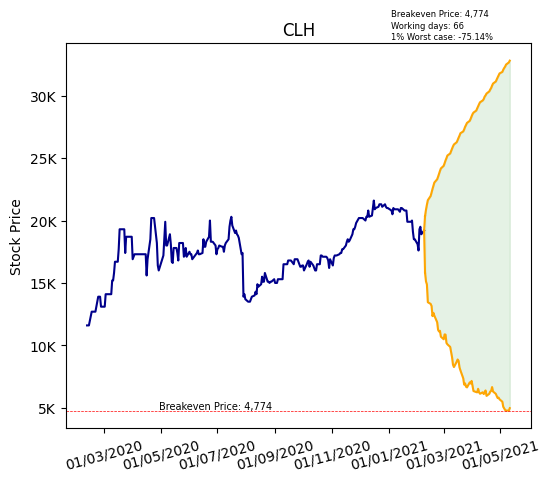 Breakeven Price: 4,774
Working days: 66
1% Worst case: -75.14%
CLH
Stock Price
30K
25K
20K
15K
10K
5K
Breakeven Price: 4,774
01/03/2020
01/05/2020
01/07/2020
01/09/2020
01/11/2020
01/01/2021
01/03/2021
01/05/2021